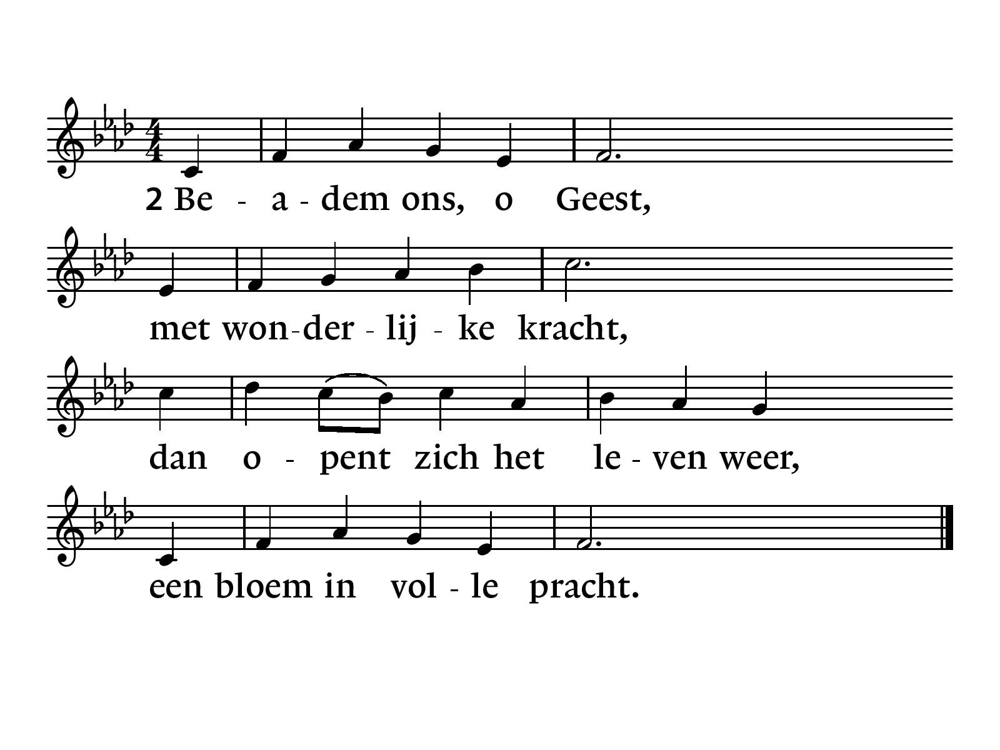 2 Be - a - dem ons, o Geest,
met won - der - lij - ke kracht,
dan o - pent zich het le - ven weer,
een bloem in vol - le pracht.